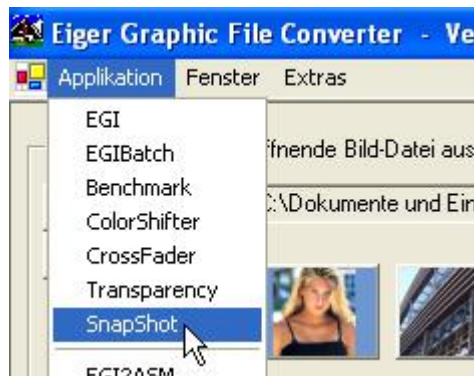 Eiger Graphic File Converter - Ve
Applikation Fenster Extras
EGI
EGIBatch
ffnende Bild-Datei aus
Benchmark
:\Dokumente und Ein
ColorShifter
CrossFader
Transparency
SnapShot
EGI2ASM